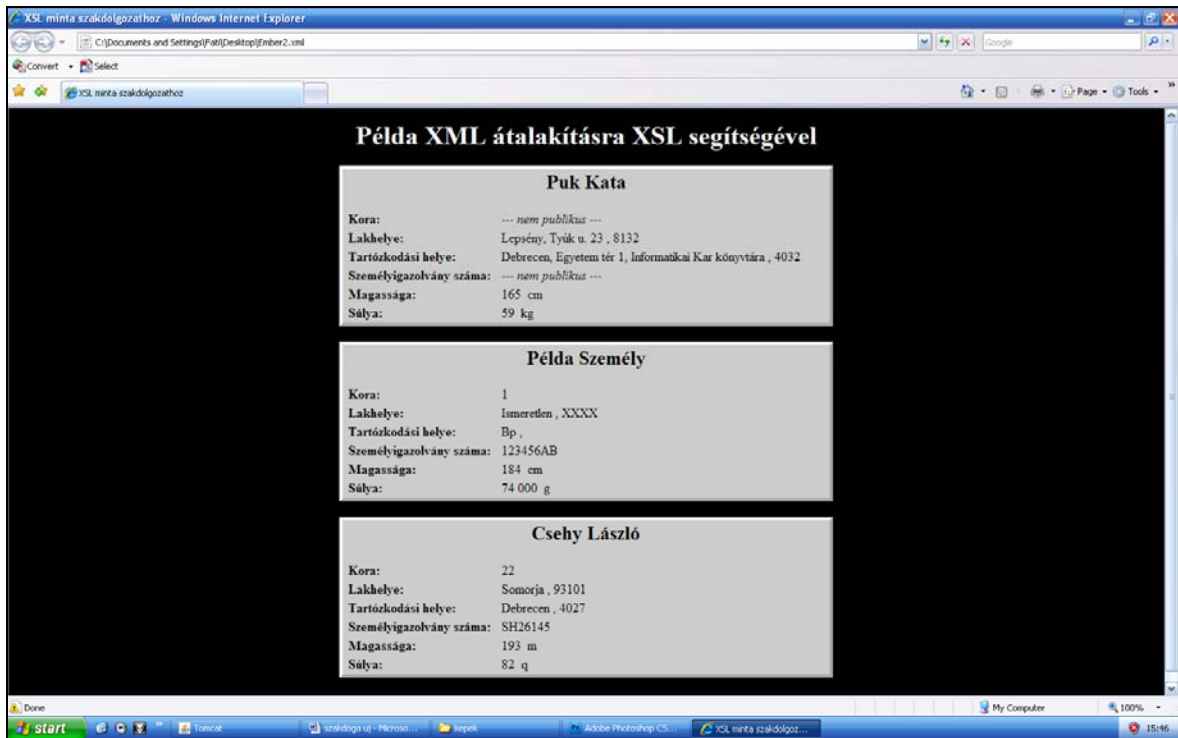 XSL minta szakdolgozathoz - Windows Internet Explorer
C:\Documents and Settings\Fati\Desktop\Ember2.xml
Google
Convert
Select
XSL minta szakdolgozathoz
Page
Tools
Példa XML átalakításra XSL segítségével
Puk Kata
Kora: --- nem publikus ---
Lakhelye: Lepsény, Tyúk u. 23 , 8132
Tartózkodási helye: Debrecen, Egyetem tér 1, Informatikai Kar könyvtára , 4032
Személyigazolvány száma: --- nem publikus ---
Magassága: 165 cm
Súlya: 59 kg
Példa Személy
Kora: 1
Lakhelye: Ismeretlen , XXXX
Tartózkodási helye: Bp ,
Személyigazolvány száma: 123456AB
Magassága: 184 cm
Súlya: 74 000 g
Csehy László
Kora: 22
Lakhelye: Somorja , 93101
Tartózkodási helye: Debrecen , 4027
Személyigazolvány száma: SH26145
Magassága: 193 m
Súlya: 82 q
Done
My Computer
100%
start
Tomcat
szakdoga uj - Microso...
kepek
Adobe Photoshop CS...
XSL minta szakdolgoz...
15:46